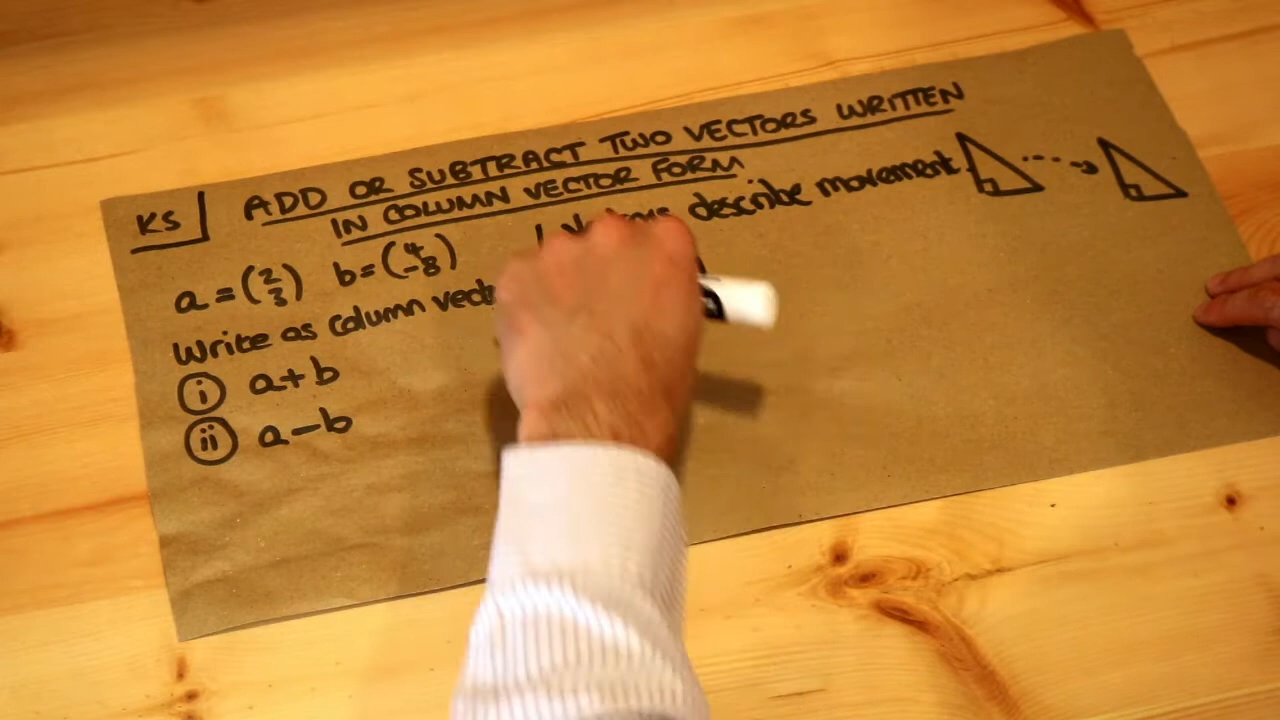 KS
ADD OR SUBTRACT TWO VECTORS WRITTEN
IN COLUMN VECTOR FORM
a = (2 3) b = (4 -8)
describe movement
Write as column
i a+b
ii a-b